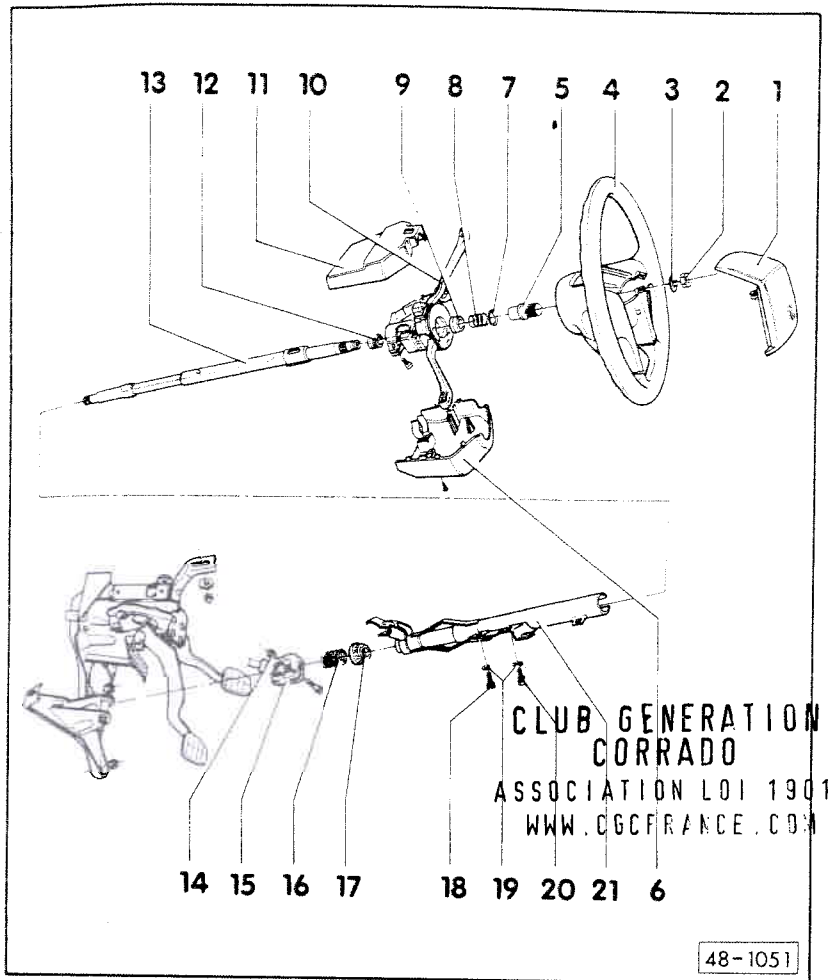 13 12 11 10 9 8 7 5 4 3 2 1
CLUB GENERATION
CORRADO
ASSOCIATION LOI 1901
WWW.CGCFRANCE.COM
14 15 16 17 18 19 20 21 6
48-1051